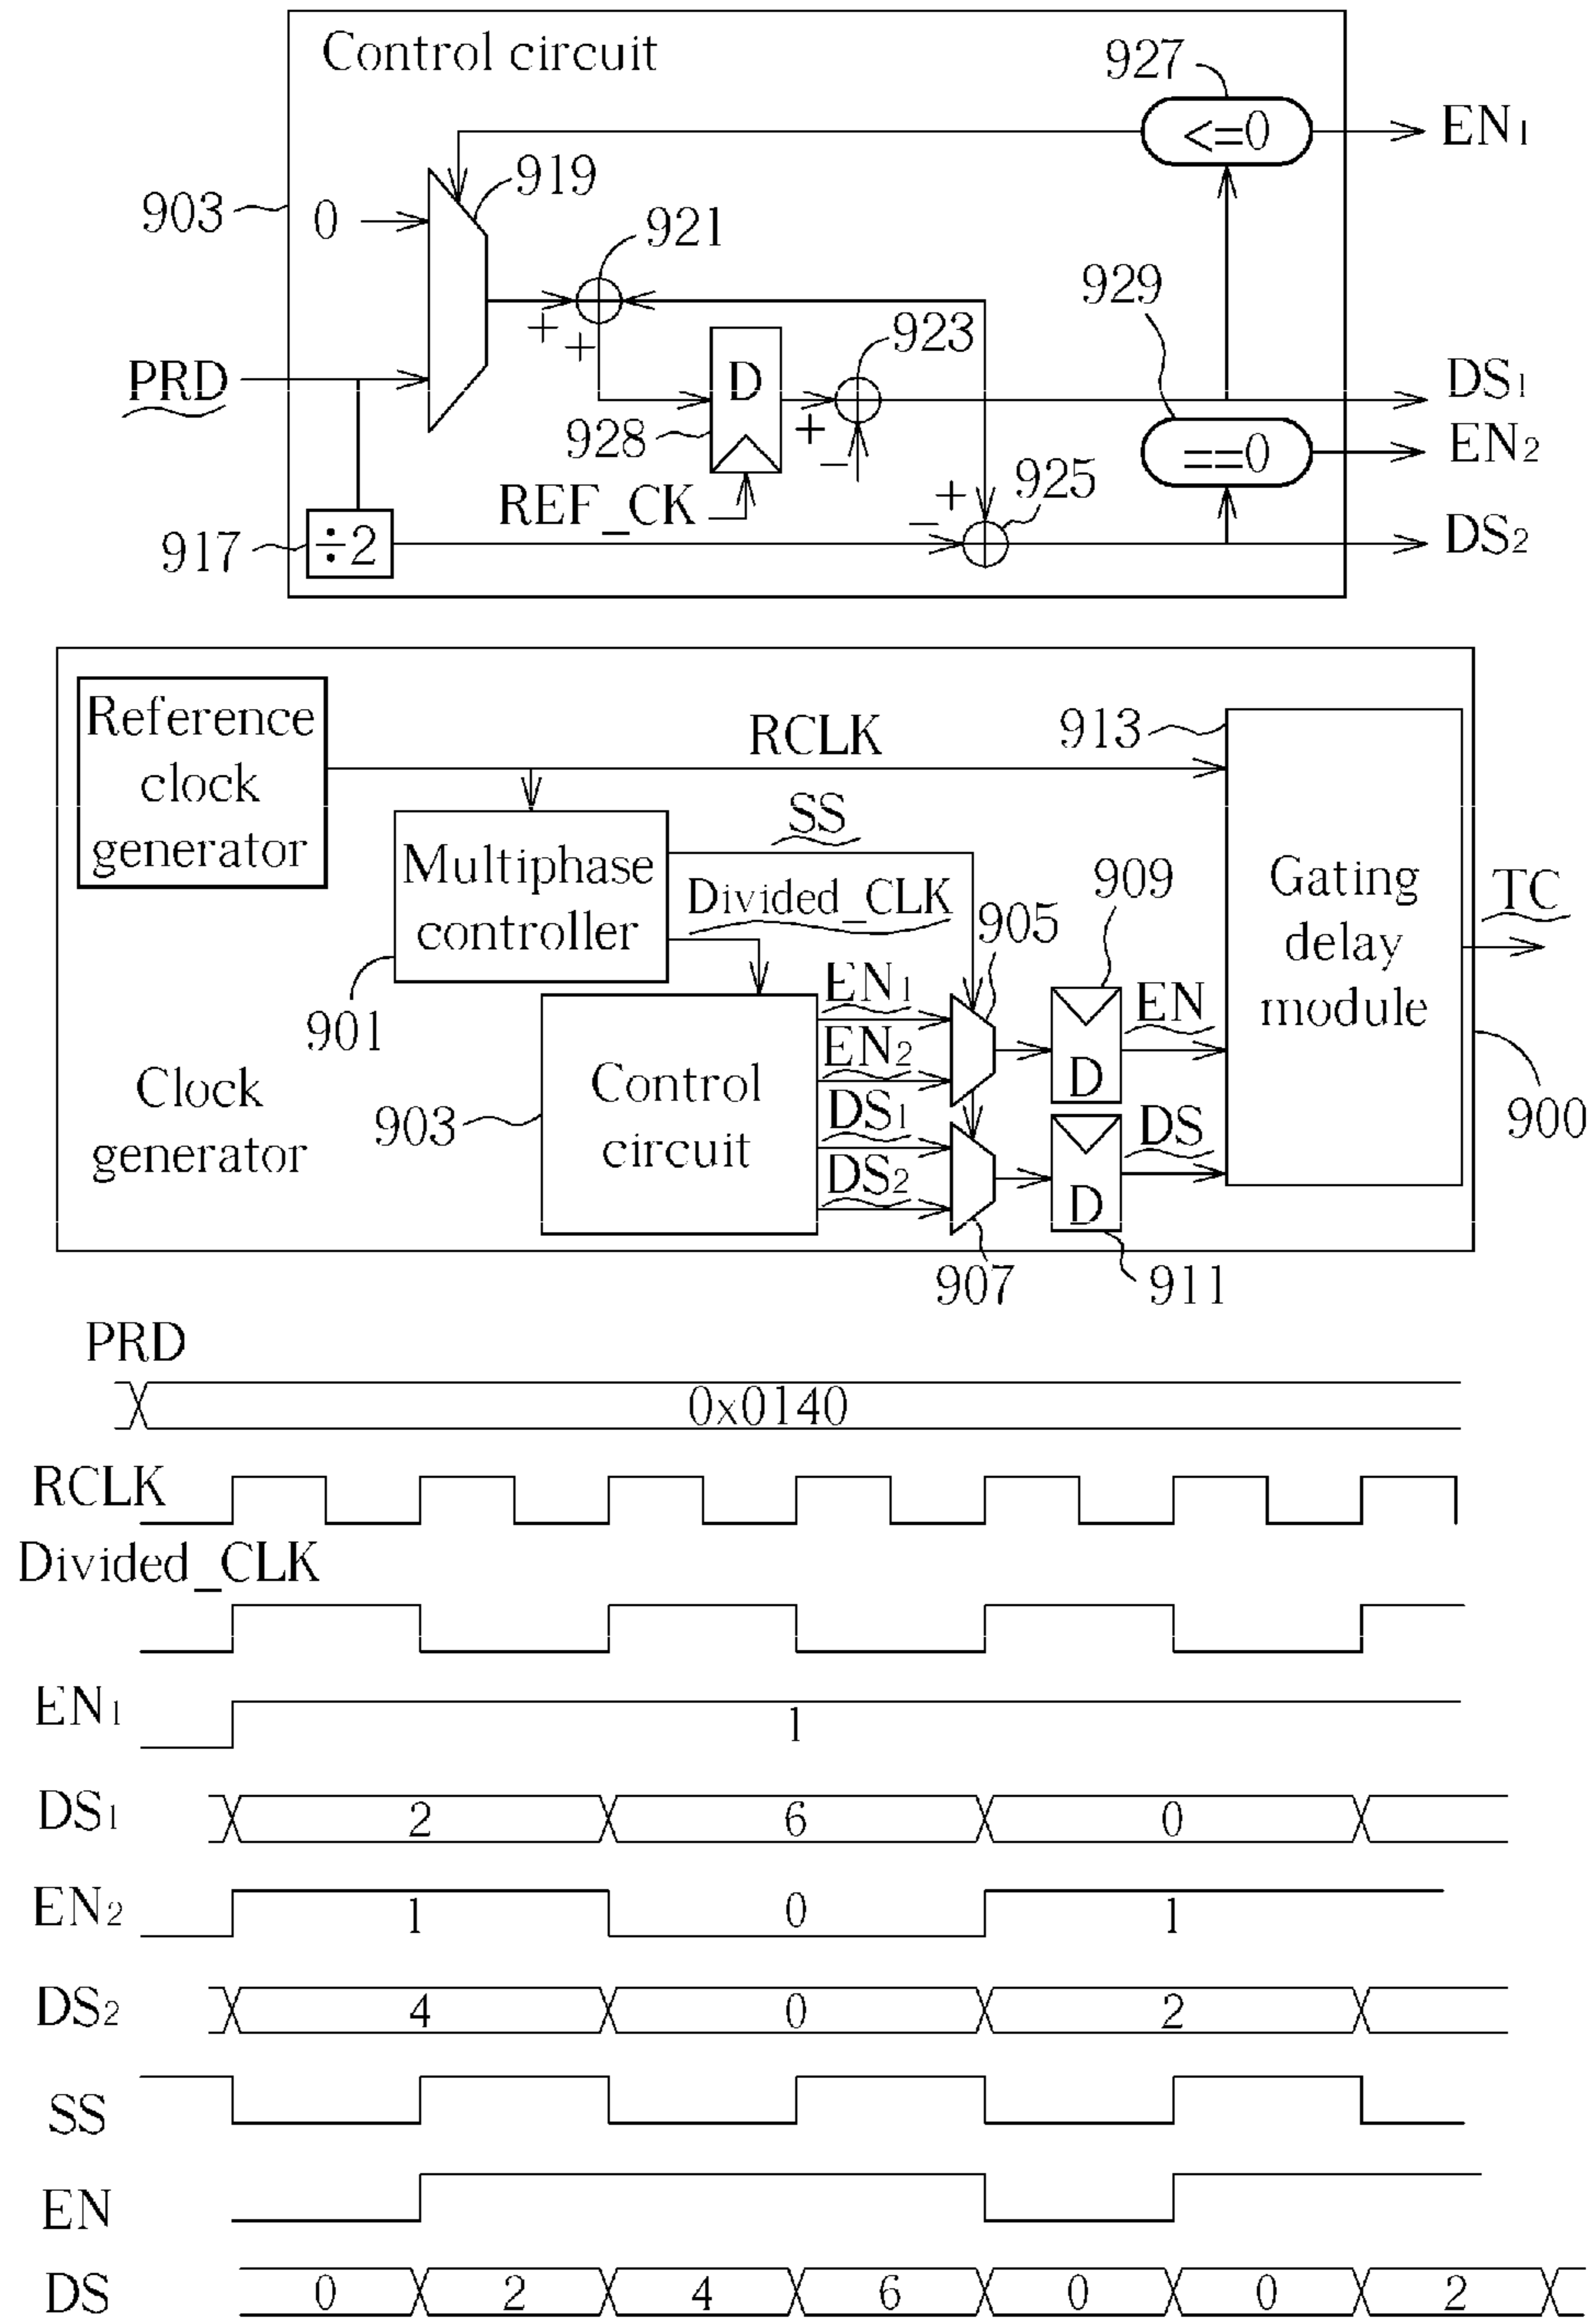 Control circuit
927
<=0
EN1
919
903
0
921
929
923
PRD
D
DS1
928
+
+
+
−
==0
EN2
REF_CK
+
−
925
917
÷2
DS2
Reference
clock
generator
RCLK
913
SS
Multiphase
controller
Divided_CLK
905
909
Gating
delay
module
TC
901
EN1
EN
EN2
D
Clock
generator
903
Control
circuit
DS1
DS
DS2
D
900
907
911
PRD
0x0140
RCLK
Divided_CLK
EN1
1
DS1
2 6 0
EN2
1 0 1
DS2
4 0 2
SS
EN
DS
0 2 4 6 0 0 2